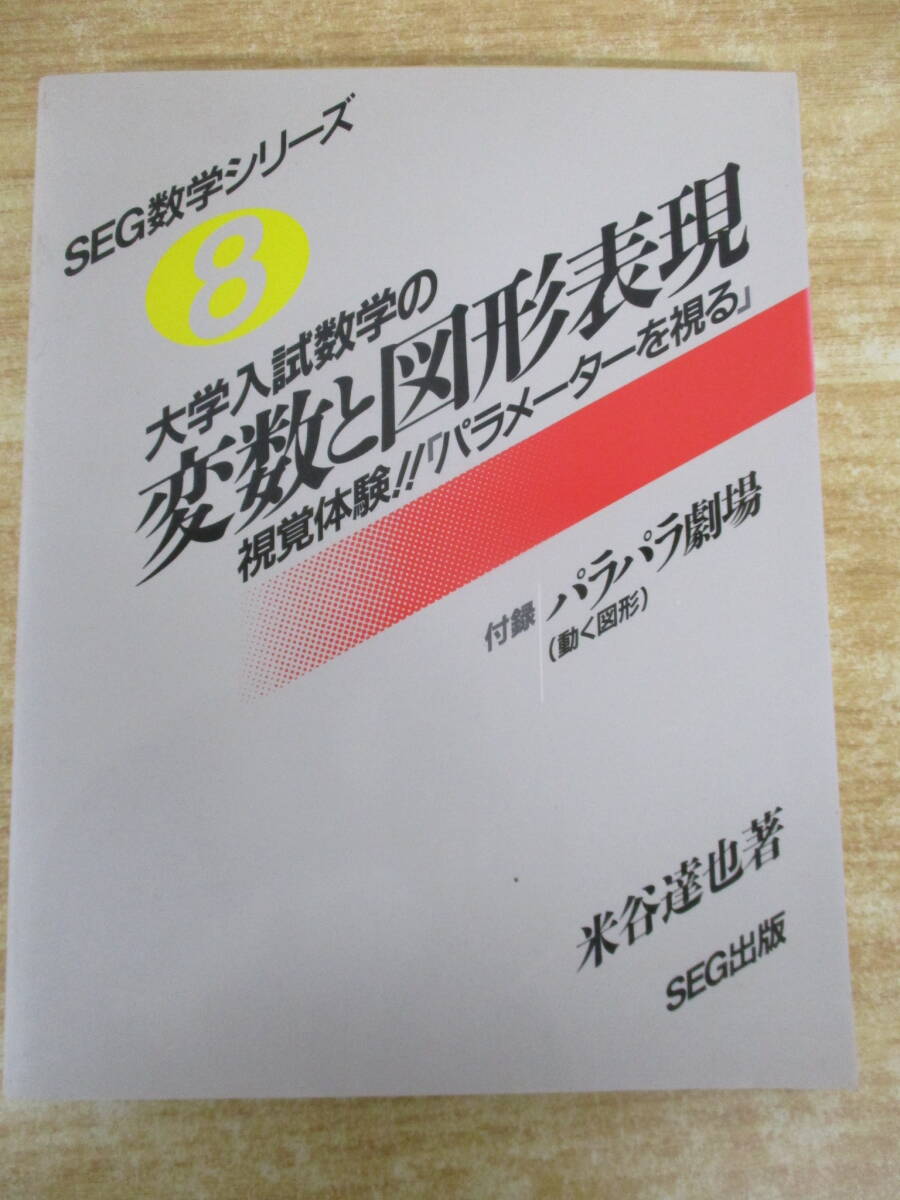 SEG数学シリーズ
8
大学入試数学の
変数と図形表現
視覚体験!!『パラメーターを視る』
付録 パラパラ劇場
(動く図形)
米谷達也著
SEG出版